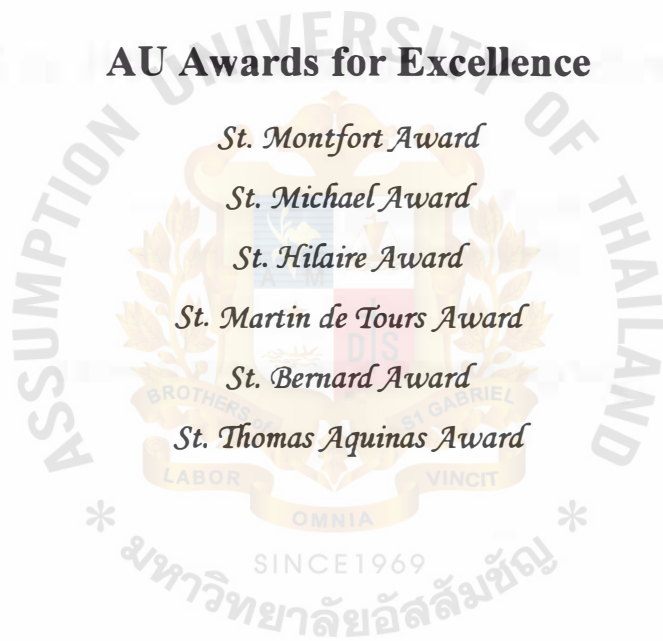 AU Awards for Excellence
St. Montfort Award
St. Michael Award
St. Hilaire Award
St. Martin de Tours Award
St. Bernard Award
St. Thomas Aquinas Award
ASSUMPTION UNIVERSITY OF THAILAND
A M
D S
BROTHERS of ST GABRIEL
LABOR VINCIT
OMNIA
SINCE1969
มหาวิทยาลัยอัสสัมชัญ